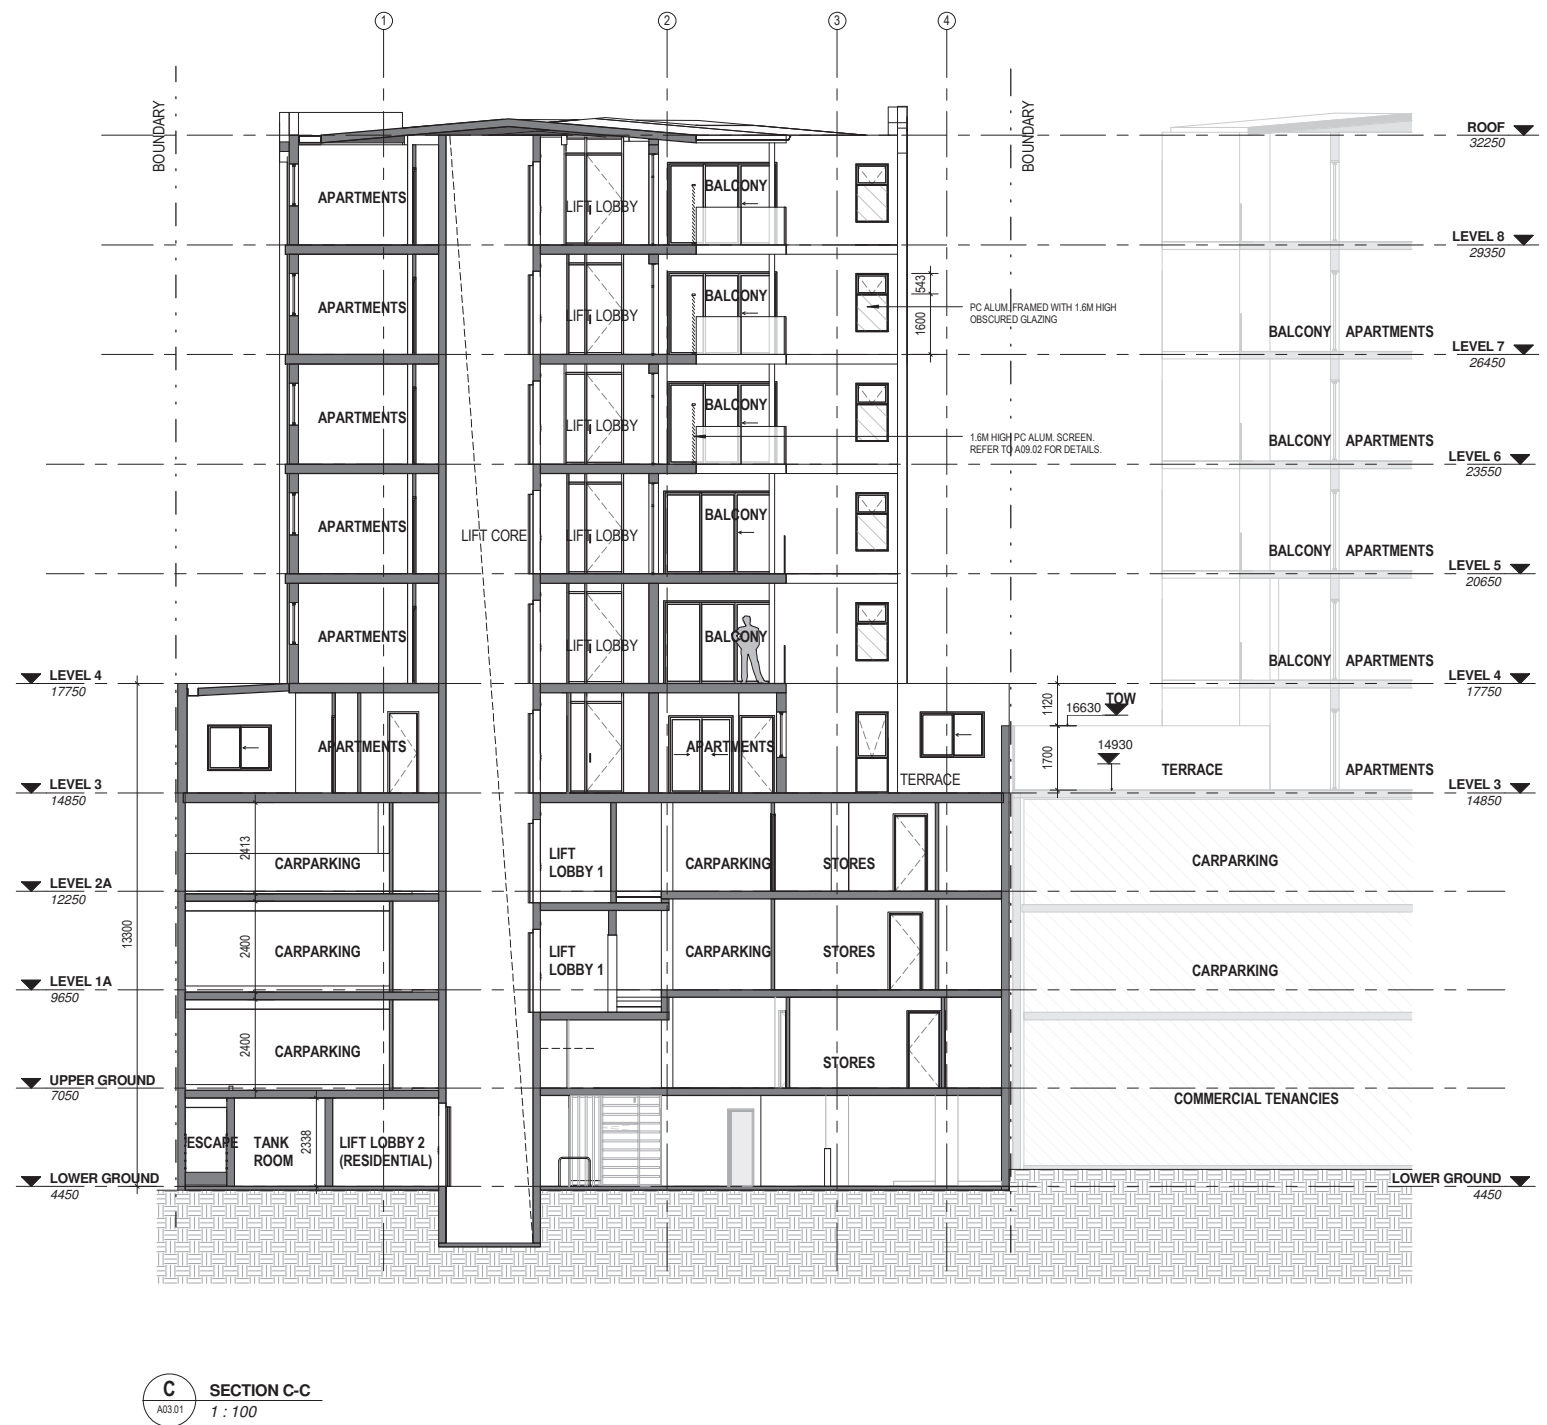 1
2
3
4
BOUNDARY
BOUNDARY
ROOF
32250
APARTMENTS
LIFT LOBBY
BALCONY
LEVEL 8
29350
APARTMENTS
LIFT LOBBY
BALCONY
543
1600
PC ALUM. FRAMED WITH 1.6M HIGH
OBSCURED GLAZING
BALCONY
APARTMENTS
LEVEL 7
26450
APARTMENTS
LIFT LOBBY
BALCONY
1.6M HIGH PC ALUM. SCREEN.
REFER TO A09.02 FOR DETAILS.
BALCONY
APARTMENTS
LEVEL 6
23550
APARTMENTS
LIFT CORE
LIFT LOBBY
BALCONY
BALCONY
APARTMENTS
LEVEL 5
20650
APARTMENTS
LIFT LOBBY
BALCONY
BALCONY
APARTMENTS
LEVEL 4
17750
LEVEL 4
17750
1120
16630
TOW
APARTMENTS
APARTMENTS
1700
14930
TERRACE
TERRACE
APARTMENTS
LEVEL 3
14850
LEVEL 3
14850
2413
CARPARKING
LIFT
LOBBY 1
CARPARKING
STORES
CARPARKING
LEVEL 2A
12250
13300
2400
CARPARKING
LIFT
LOBBY 1
CARPARKING
STORES
CARPARKING
LEVEL 1A
9650
2400
CARPARKING
STORES
UPPER GROUND
7050
COMMERCIAL TENANCIES
ESCAPE
TANK
ROOM
2338
LIFT LOBBY 2
(RESIDENTIAL)
LOWER GROUND
4450
LOWER GROUND
4450
C
A03.01
SECTION C-C
1 : 100